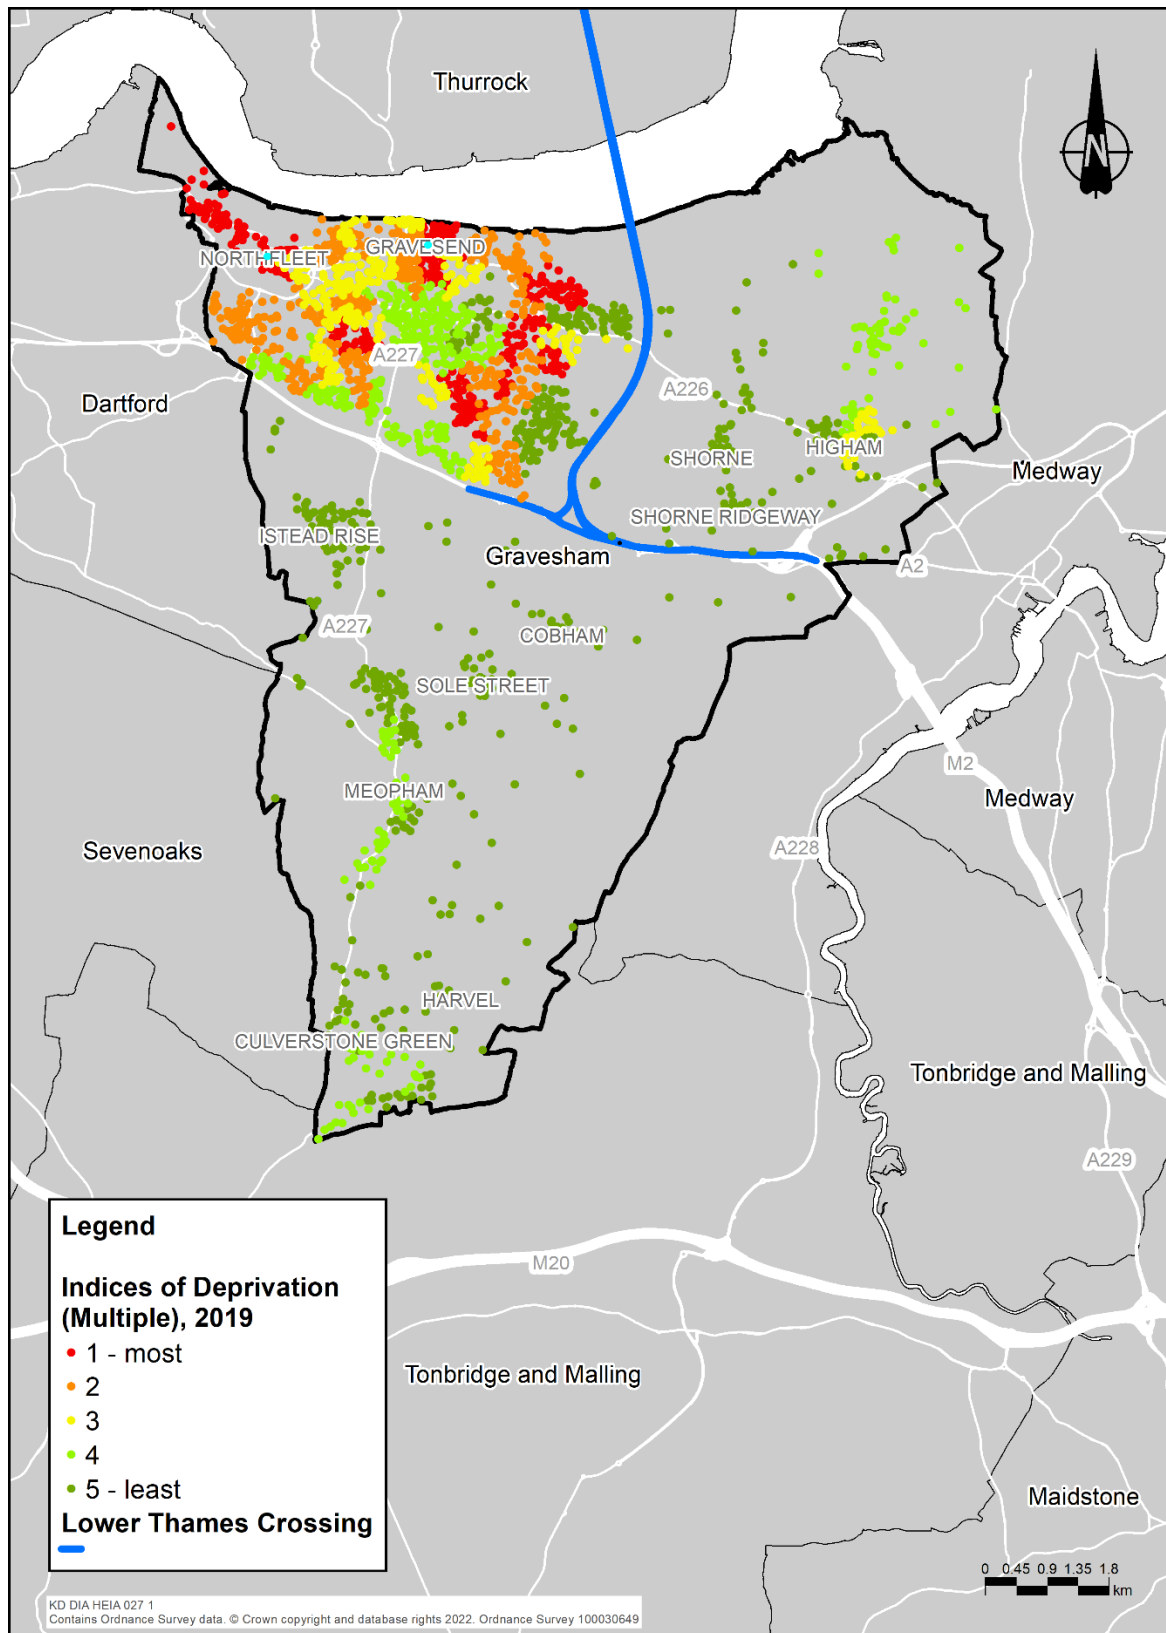 Thurrock
N
NORTHFLEET
GRAVESEND
A227
Dartford
A226
SHORNE
HIGHAM
Medway
ISTEAD RISE
SHORNE RIDGEWAY
Gravesham
A2
A227
COBHAM
SOLE STREET
M2
MEOPHAM
Medway
Sevenoaks
A228
HARVEL
CULVERSTONE GREEN
Tonbridge and Malling
A229
M20
Tonbridge and Malling
Maidstone
Legend
Indices of Deprivation
(Multiple), 2019
1 - most
2
3
4
5 - least
Lower Thames Crossing
0 0.45 0.9 1.35 1.8
km
KD DIA HEIA 027 1
Contains Ordnance Survey data. © Crown copyright and database rights 2022. Ordnance Survey 100030649